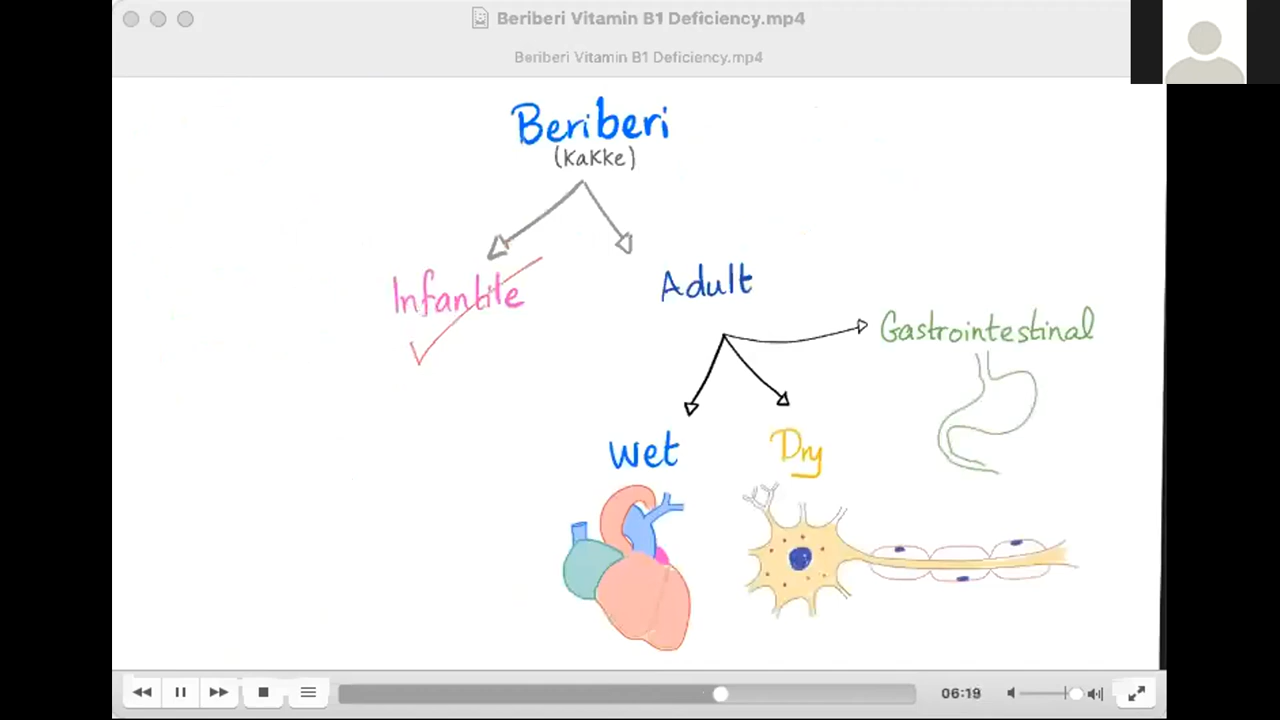 Beriberi Vitamin B1 Deficiency.mp4
Beriberi Vitamin B1 Deficiency.mp4
Beriberi
(KaKKe)
Infantile
Adult
Gastrointestinal
Wet
Dry
06:19